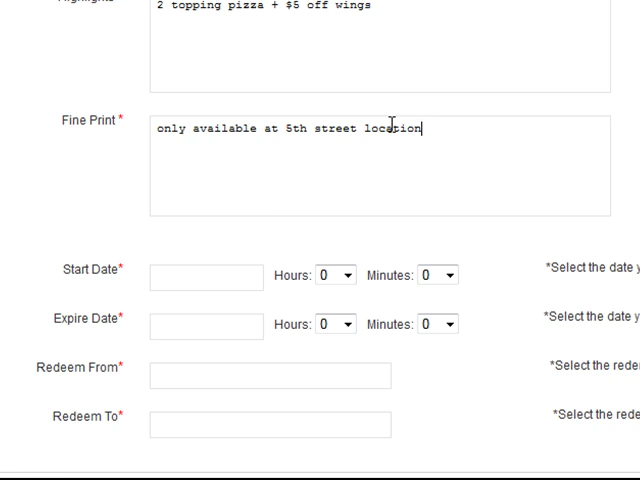 2 topping pizza + $5 off wings
Fine Print *
only available at 5th street location
Start Date*
Hours: 0 Minutes: 0
*Select the date y
Expire Date*
Hours: 0 Minutes: 0
*Select the date y
Redeem From*
*Select the rede
Redeem To*
*Select the rede